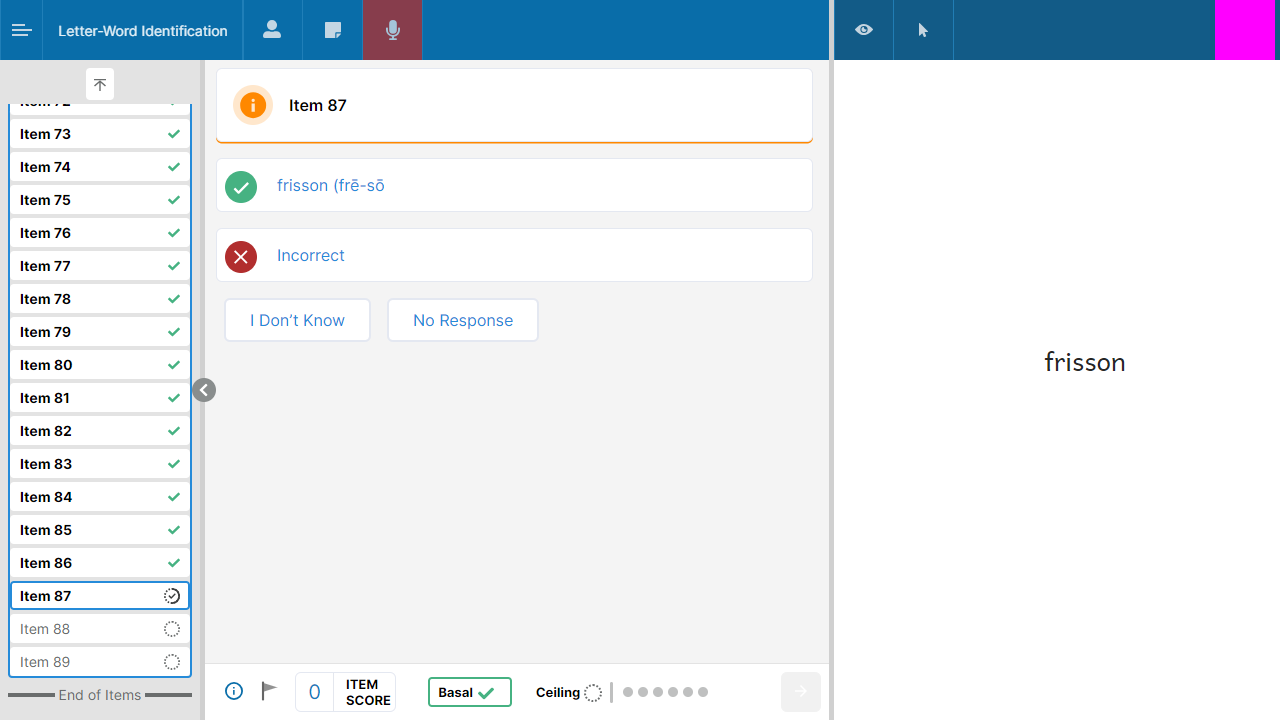 Letter-Word Identification
Item 72
Item 73
Item 74
Item 75
Item 76
Item 77
Item 78
Item 79
Item 80
Item 81
Item 82
Item 83
Item 84
Item 85
Item 86
Item 87
Item 88
Item 89
End of Items
Item 87
frisson (frē-sō
Incorrect
I Don’t Know
No Response
0
ITEM
SCORE
Basal
Ceiling
frisson